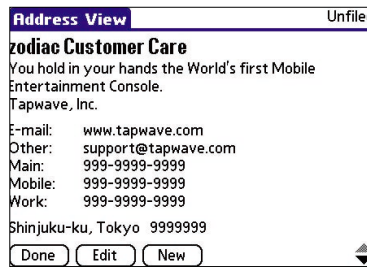 Address View
Unfile
zodiac Customer Care
You hold in your hands the World's first Mobile
Entertainment Console.
Tapwave, Inc.
E-mail: www.tapwave.com
Other: support@tapwave.com
Main: 999-9999-9999
Mobile: 999-9999-9999
Work: 999-9999-9999
Shinjuku-ku, Tokyo 9999999
Done
Edit
New